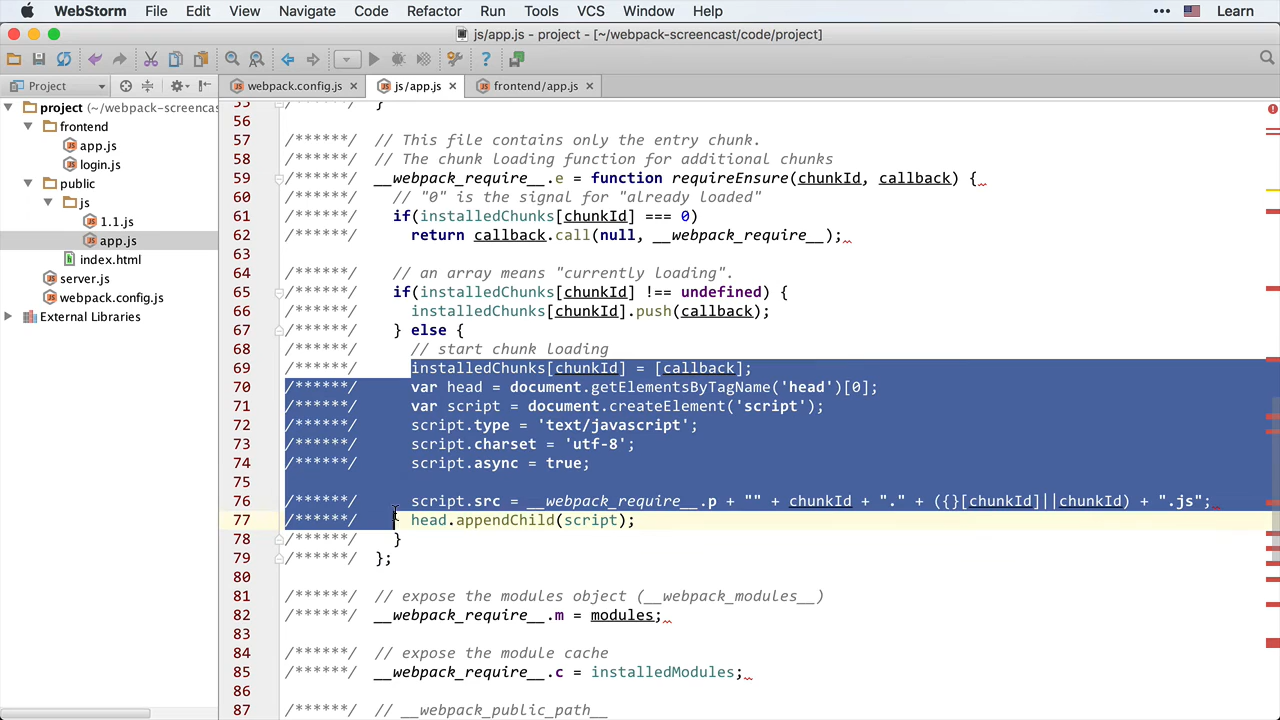 WebStorm File Edit View Navigate Code Refactor Run Tools VCS Window Help ••• Learn
js/app.js - project - [~/webpack-screencast/code/project]
Project webpack.config.js js/app.js frontend/app.js
project (~/webpack-screencas
frontend
app.js
login.js
public
js
1.1.js
app.js
index.html
server.js
webpack.config.js
External Libraries
55 /******/ }
56
57 /******/ // This file contains only the entry chunk.
58 /******/ // The chunk loading function for additional chunks
59 /******/ __webpack_require__.e = function requireEnsure(chunkId, callback) {
60 /******/ // "0" is the signal for "already loaded"
61 /******/ if(installedChunks[chunkId] === 0)
62 /******/ return callback.call(null, __webpack_require__);
63
64 /******/ // an array means "currently loading".
65 /******/ if(installedChunks[chunkId] !== undefined) {
66 /******/ installedChunks[chunkId].push(callback);
67 /******/ } else {
68 /******/ // start chunk loading
69 /******/ installedChunks[chunkId] = [callback];
70 /******/ var head = document.getElementsByTagName('head')[0];
71 /******/ var script = document.createElement('script');
72 /******/ script.type = 'text/javascript';
73 /******/ script.charset = 'utf-8';
74 /******/ script.async = true;
75
76 /******/ script.src = __webpack_require__.p + "" + chunkId + "." + ({}[chunkId]||chunkId) + ".js";
77 /******/ head.appendChild(script);
78 /******/ }
79 /******/ };
80
81 /******/ // expose the modules object (__webpack_modules__)
82 /******/ __webpack_require__.m = modules;
83
84 /******/ // expose the module cache
85 /******/ __webpack_require__.c = installedModules;
86
87 /******/ // __webpack_public_path__